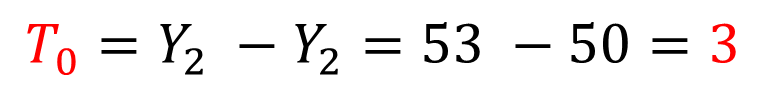 T₀ = Y₂ − Y₂ = 53 − 50 = 3